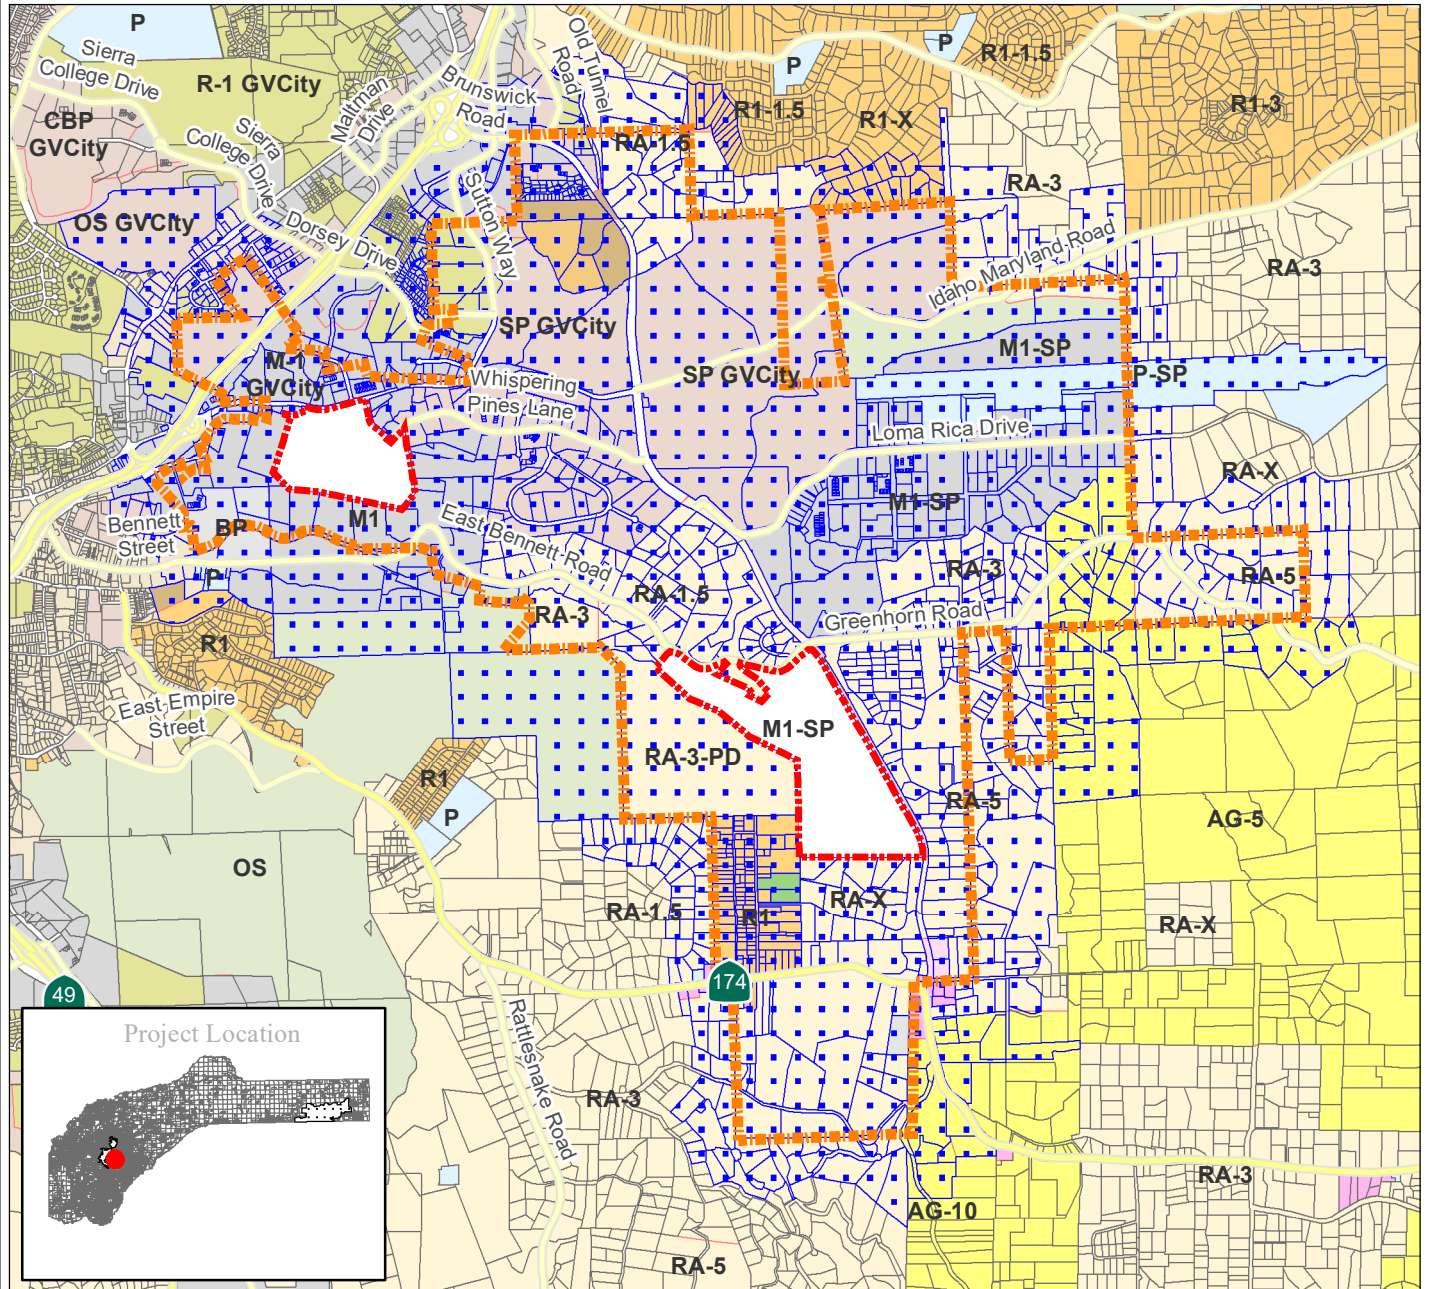 P
Sierra
College Drive
R-1 GVCity
CBP
GVCity
Maltman
Drive
Brunswick
Road
Old Tunnel
Road
P
P
R1-1.5
R1-1.5
R1-X
R1-3
Sierra
College Drive
RA-1.5
RA-3
OS GVCIty
Dorsey Drive
Sutton Way
Idaho Maryland Road
RA-3
SP GVCity
M-1
GVCity
SP GVCity
M1-SP
P-SP
Whispering
Pines Lane
Loma Rica Drive
RA-X
M1-SP
Bennett
Street
BP
M1
East Bennett Road
P
RA-3
RA-1.5
RA-3
RA-5
Greenhorn Road
R1
East Empire
Street
M1-SP
RA-3-PD
R1
P
RA-5
AG-5
OS
RA-1.5
R1
RA-X
RA-X
174
49
Rattlesnake Road
Project Location
RA-3
RA-3
AG-10
RA-5